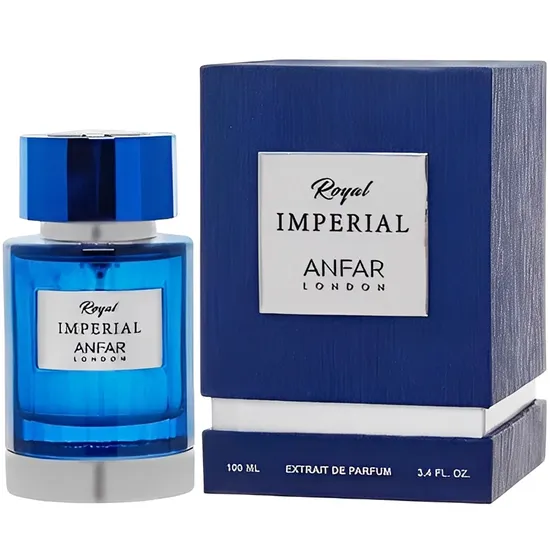 Royal
IMPERIAL
ANFAR
LONDON
Royal
IMPERIAL
ANFAR
LONDON
100 ML EXTRAIT DE PARFUM 3.4 FL. OZ.